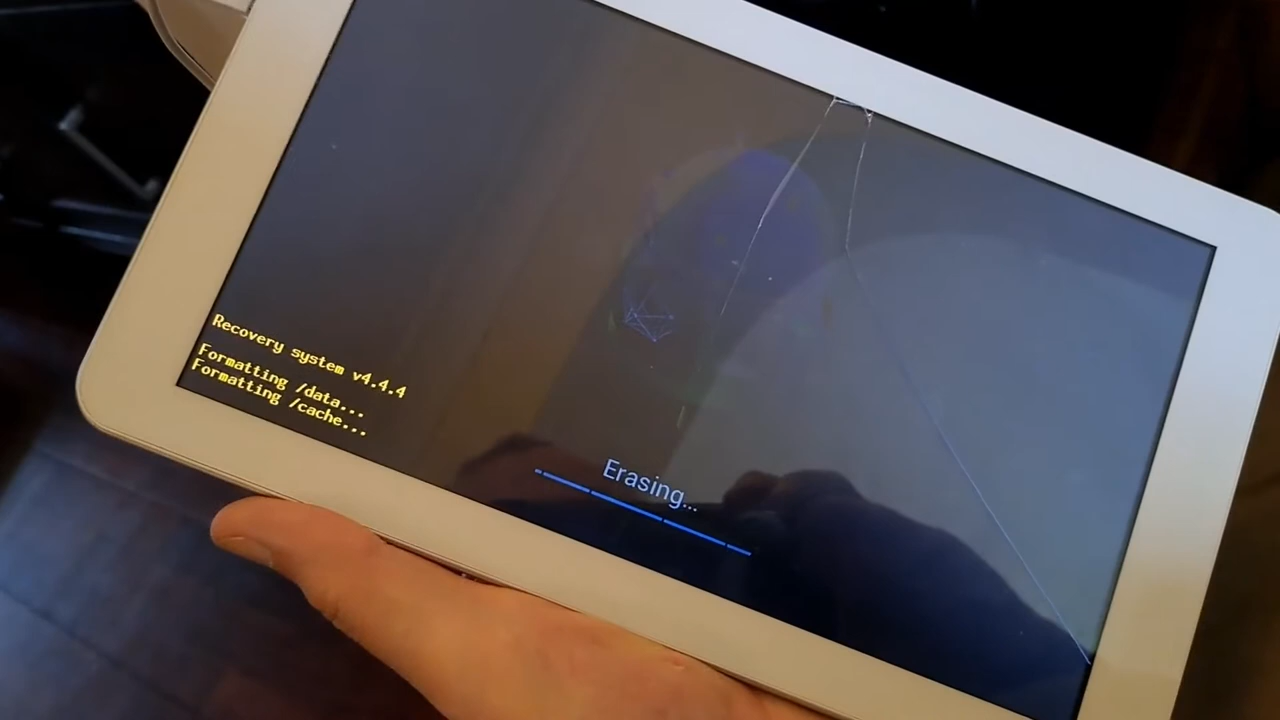 Recovery system v4.4.4
Formatting /data...
Formatting /cache...
Erasing...